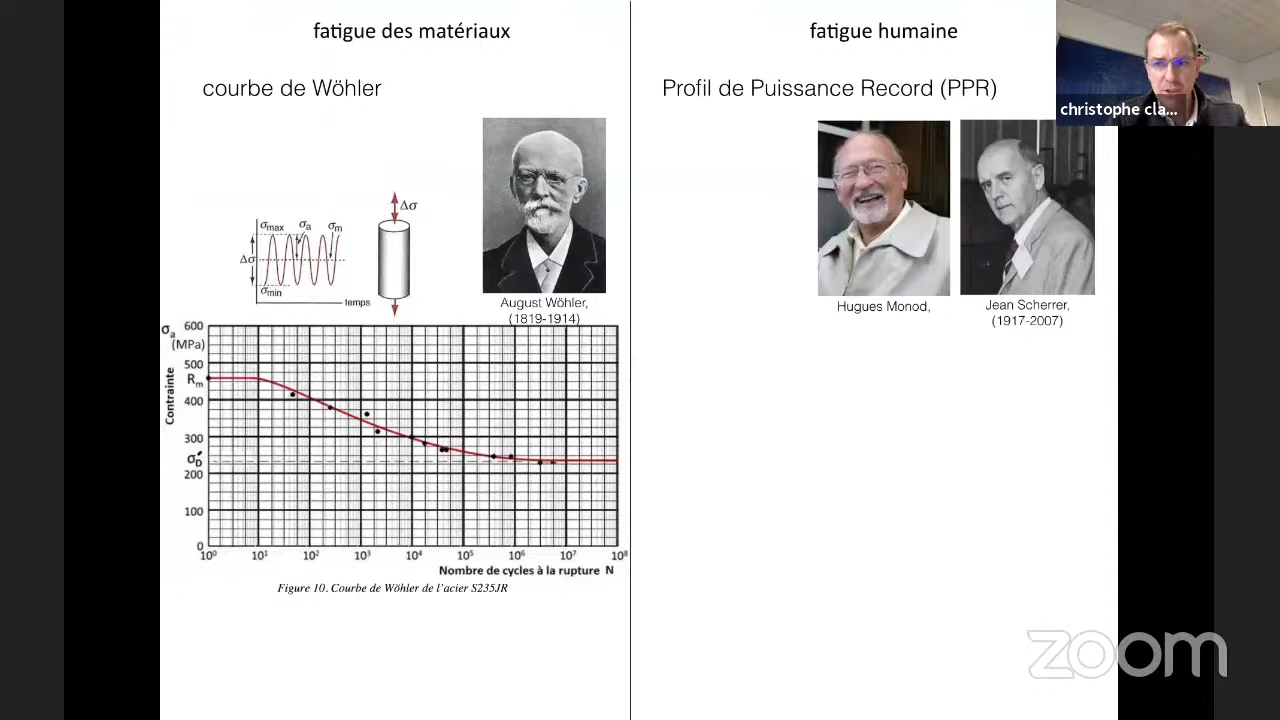 fatigue des matériaux
courbe de Wöhler
Δσ
σmax
σa
σm
Δσ
σmin
temps
August Wöhler,
(1819-1914)
σa
(MPa)
Contrainte
600
500
Rm
400
300
σD
200
100
0
10⁰ 10¹ 10² 10³ 10⁴ 10⁵ 10⁶ 10⁷ 10⁸
Nombre de cycles à la rupture N
Figure 10. Courbe de Wöhler de l'acier S235JR
fatigue humaine
Profil de Puissance Record (PPR)
Hugues Monod,
Jean Scherrer,
(1917-2007)
christophe cla...
zoom